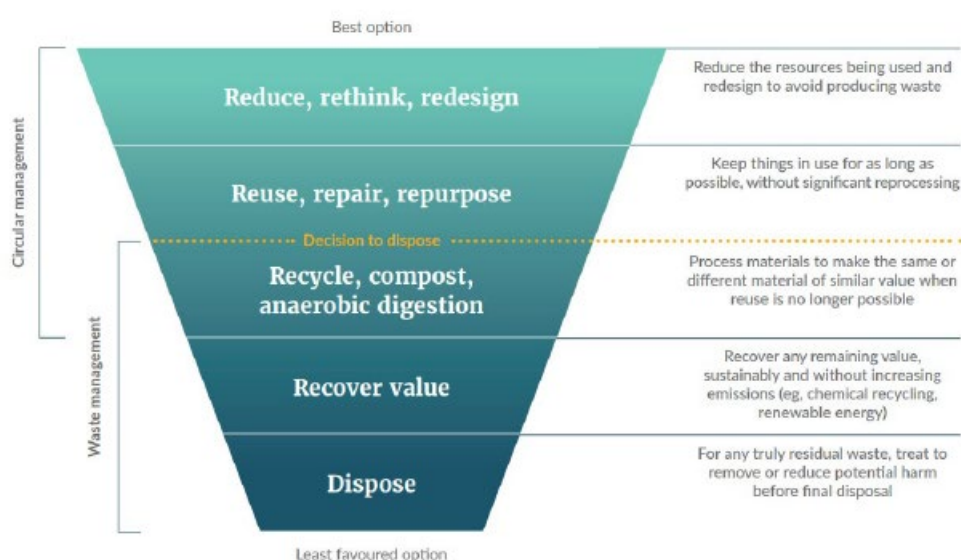 Best option
Circular management
Waste management
Reduce, rethink, redesign
Reduce the resources being used and
redesign to avoid producing waste
Reuse, repair, repurpose
Keep things in use for as long as
possible, without significant reprocessing
Decision to dispose
Recycle, compost,
anaerobic digestion
Process materials to make the same or
different material of similar value when
reuse is no longer possible
Recover value
Recover any remaining value,
sustainably and without increasing
emissions (eg, chemical recycling,
renewable energy)
Dispose
For any truly residual waste, treat to
remove or reduce potential harm
before final disposal
Least favoured option